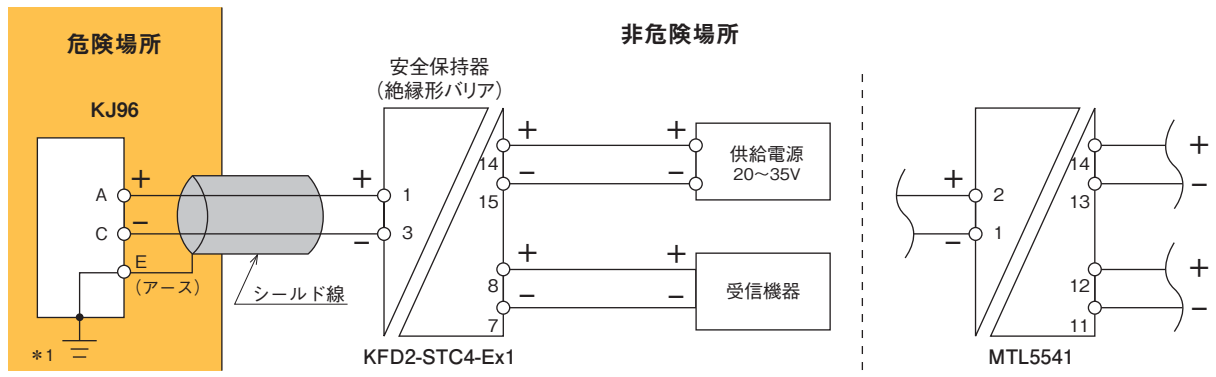 危険場所
非危険場所
安全保持器
（絶縁形バリア）
KJ96
A
+
C
−
E
（アース）
*1
シールド線
+
1
−
3
14
+
+
15
−
−
供給電源
20～35V
8
+
+
7
−
−
受信機器
KFD2-STC4-Ex1
+
2
−
1
14
+
13
−
12
+
11
−
MTL5541